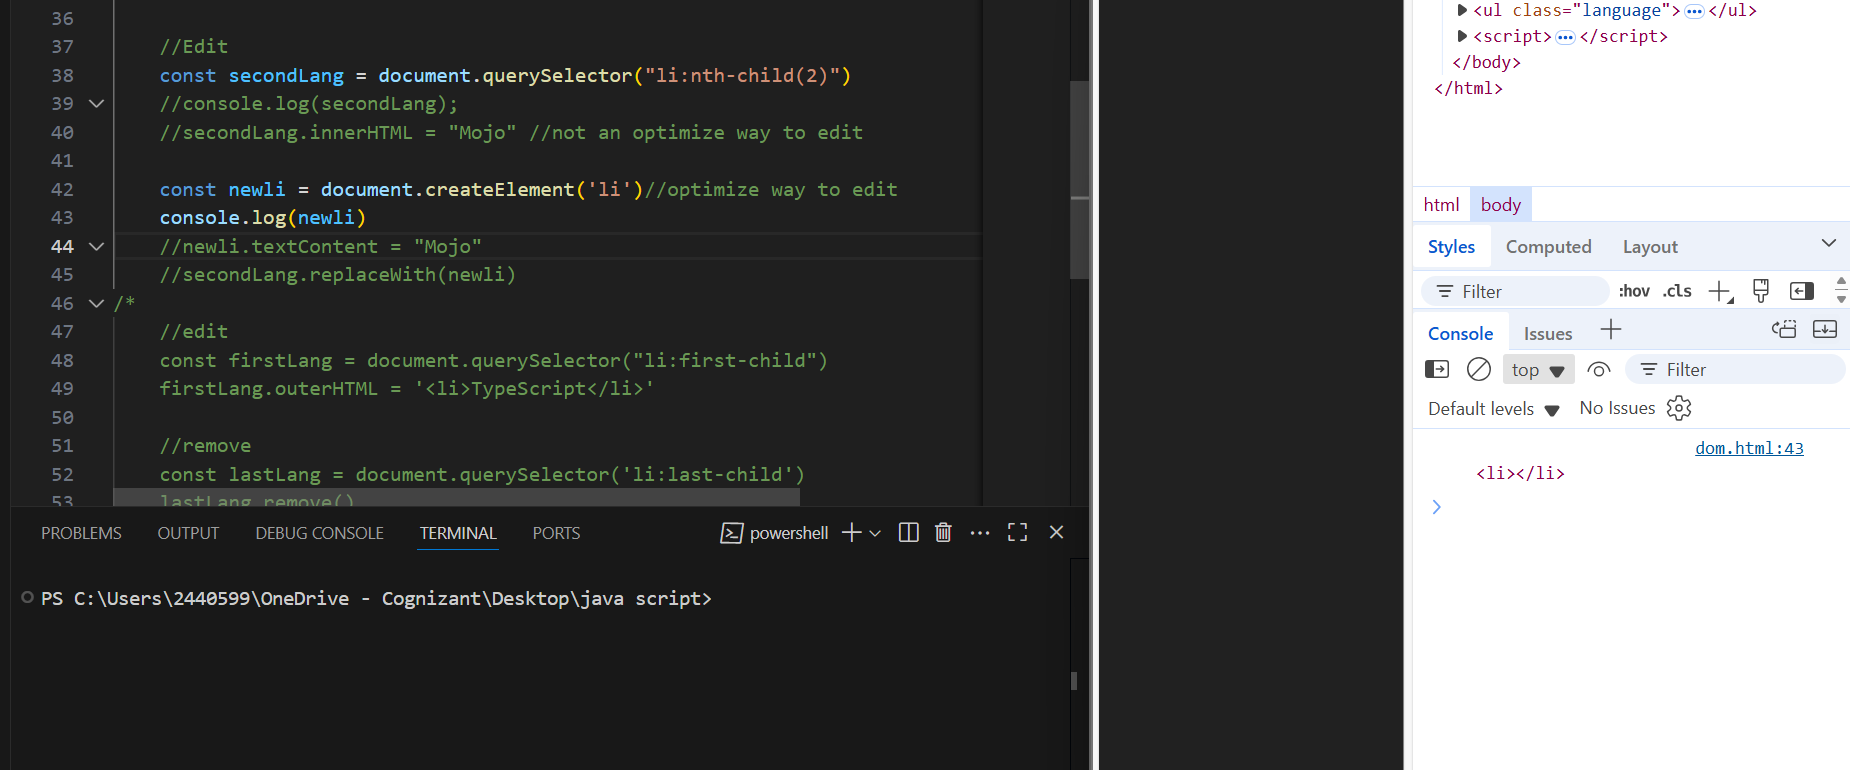 36
37 //Edit
38 const secondLang = document.querySelector("li:nth-child(2)")
39 //console.log(secondLang);
40 //secondLang.innerHTML = "Mojo" //not an optimize way to edit
41
42 const newli = document.createElement('li')//optimize way to edit
43 console.log(newli)
44 //newli.textContent = "Mojo"
45 //secondLang.replaceWith(newli)
46 /*
47 //edit
48 const firstLang = document.querySelector("li:first-child")
49 firstLang.outerHTML = '<li>TypeScript</li>'
50
51 //remove
52 const lastLang = document.querySelector('li:last-child')
53 lastLang.remove()
PROBLEMS OUTPUT DEBUG CONSOLE TERMINAL PORTS powershell
PS C:\Users\2440599\OneDrive - Cognizant\Desktop\java script>
<ul class="language"> ... </ul>
<script> ... </script>
</body>
</html>
html body
Styles Computed Layout
Filter :hov .cls
Console Issues
top Filter
Default levels No Issues
dom.html:43
<li></li>